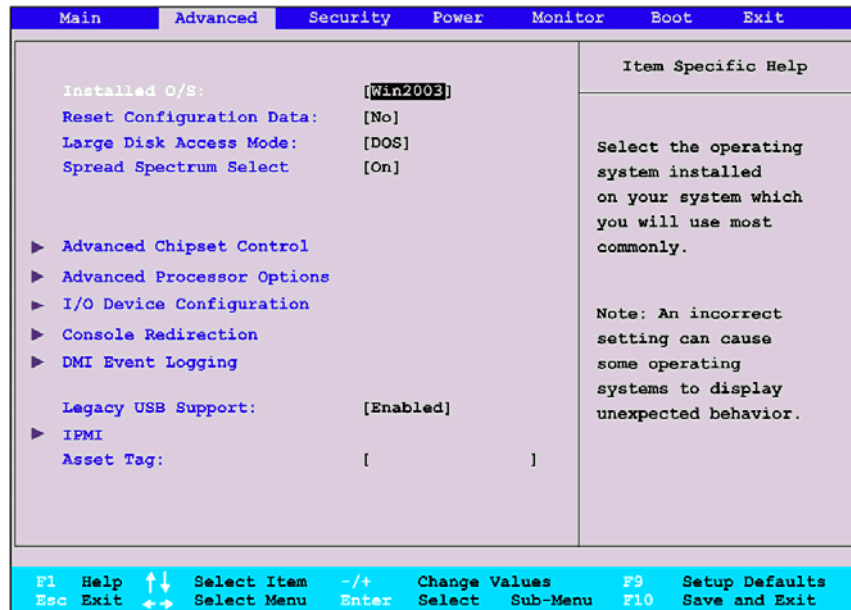 Main Advanced Security Power Monitor Boot Exit
Item Specific Help
Installed O/S: [Win2003]
Reset Configuration Data: [No]
Large Disk Access Mode: [DOS]
Spread Spectrum Select [On]
Advanced Chipset Control
Advanced Processor Options
I/O Device Configuration
Console Redirection
DMI Event Logging
Legacy USB Support: [Enabled]
IPMI
Asset Tag: [ ]
Select the operating
system installed
on your system which
you will use most
commonly.
Note: An incorrect
setting can cause
some operating
systems to display
unexpected behavior.
F1 Help Select Item -/+ Change Values F9 Setup Defaults
Esc Exit Select Menu Enter Select Sub-Menu F10 Save and Exit